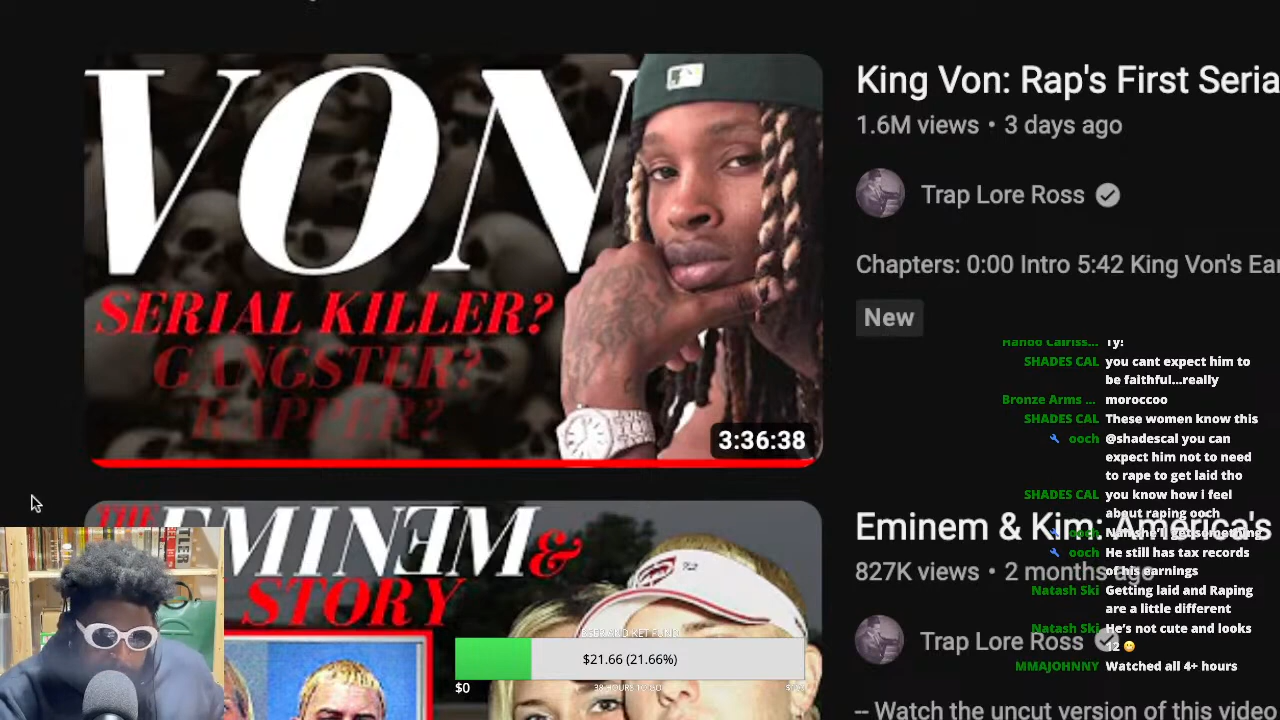 VON
SERIAL KILLER?
GANGSTER?
RAPPER?
3:36:38
King Von: Rap's First Seria
1.6M views • 3 days ago
Trap Lore Ross
Chapters: 0:00 Intro 5:42 King Von's Ear
New
Ty!
SHADES CAL you cant expect him to
be faithful...really
Bronze Arms ... moroccoo
SHADES CAL These women know this
ooch @shadescal you can
expect him not to need
to rape to get laid tho
SHADES CAL you know how i feel
about raping ooch
ooch
ooch He still has tax records
of his earnings
Natash Ski Getting laid and Raping
are a little different
Natash Ski He's not cute and looks
12
MMAJOHNNY Watched all 4+ hours
THE EMINEM &
STORY
Eminem & Kim: America's
827K views • 2 months ago
Trap Lore Ross
-- Watch the uncut version of this video
$21.66 (21.66%)
$0